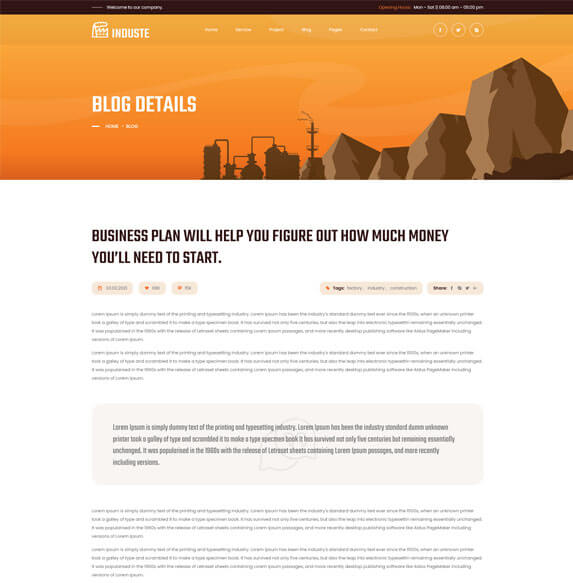 Welcome to our company.
Opening Hours: Mon - Sat || 08.00 am - 05:00 pm
INDUSTE
Home Service Project Blog Pages Contact
BLOG DETAILS
HOME • BLOG
BUSINESS PLAN WILL HELP YOU FIGURE OUT HOW MUCH MONEY
YOU'LL NEED TO START.
Tags: factory, industry, construction
Share:
Lorem Ipsum is simply dummy text of the printing and typesetting industry. Lorem Ipsum has been the industry's standard dummy text ever since the 1500s, when an unknown printer
took a galley of type and scrambled it to make a type specimen book. It has survived not only five centuries, but also the leap into electronic typesettin remaining essentially unchanged.
It was popularised in the 1960s with the release of Letraset sheets containing Lorem Ipsum passages, and more recently desktop publishing software like Aldus PageMaker including
versions of Lorem Ipsum.
Lorem Ipsum is simply dummy text of the printing and typesetting industry. Lorem Ipsum has been the industry's standard dummy text ever since the 1500s, when an unknown printer
took a galley of type and scrambled it to make a type specimen book. It has survived not only five centuries, but also the leap into electronic typesettin remaining essentially unchanged.
It was popularised in the 1960s with the release of Letraset sheets containing Lorem Ipsum passages, and more recently desktop publishing software like Aldus PageMaker including
versions of Lorem Ipsum.
Lorem Ipsum is simply dummy text of the printing and typesetting industry. Lorem Ipsum has been the industr standard dummy unknown printer
took a galley of type and scrambled it to make a type specimen book It has survived not only five centuries but remaining essentially
unchanged. It was popularised in the 1960s with the release of Letraset sheets containing Lorem Ipsum passages, and more recently
including versions.
Lorem Ipsum is simply dummy text of the printing and typesetting industry. Lorem Ipsum has been the industry's standard dummy text ever since the 1500s, when an unknown printer
took a galley of type and scrambled it to make a type specimen book. It has survived not only five centuries, but also the leap into electronic typesettin remaining essentially unchanged.
It was popularised in the 1960s with the release of Letraset sheets containing Lorem Ipsum passages, and more recently desktop publishing software like Aldus PageMaker including
versions of Lorem Ipsum.
Lorem Ipsum is simply dummy text of the printing and typesetting industry. Lorem Ipsum has been the industry's standard dummy text ever since the 1500s, when an unknown printer
took a galley of type and scrambled it to make a type specimen book. It has survived not only five centuries, but also the leap into electronic typesettin remaining essentially unchanged.
It was popularised in the 1960s with the release of Letraset sheets containing Lorem Ipsum passages, and more recently desktop publishing software like Aldus PageMaker including
versions of Lorem Ipsum.